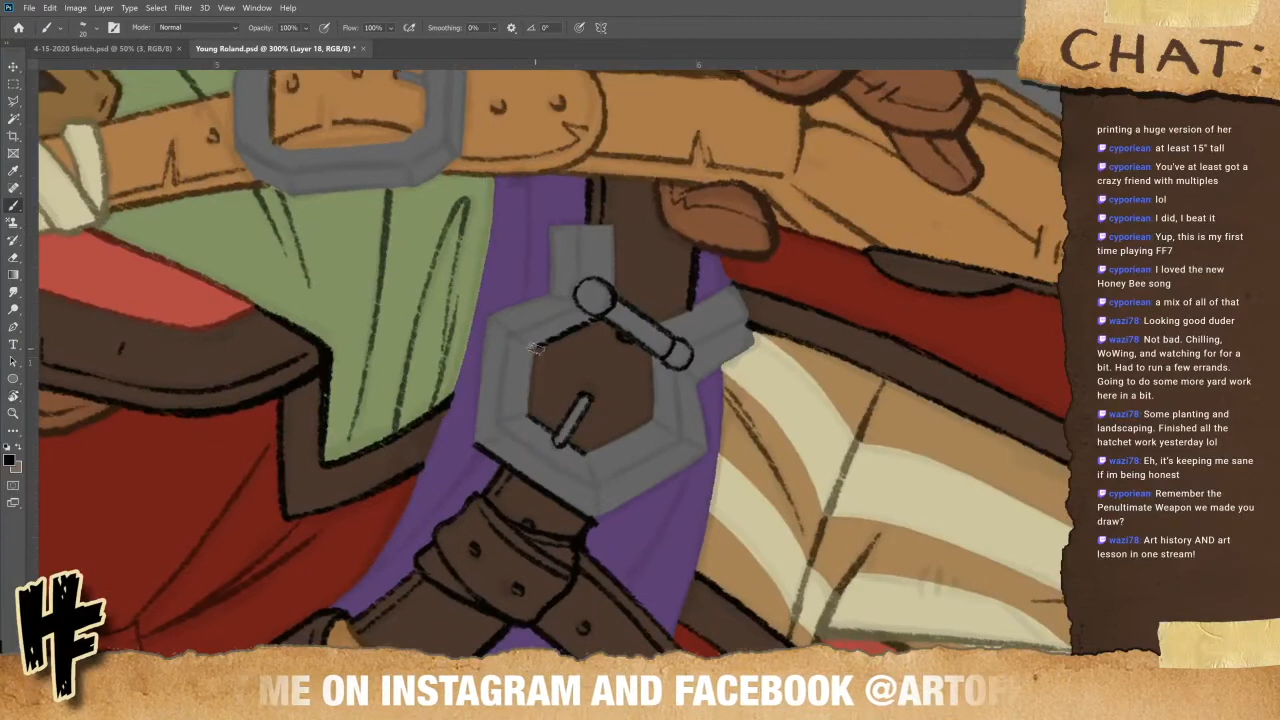 File Edit Image Layer Type Select Filter 3D View Window Help
20 Mode: Normal Opacity: 100% Flow: 100% Smoothing: 0% 0°
4-15-2020 Sketch.psd @ 50% (3, RGB/8) × Young Roland.psd @ 300% (Layer 18, RGB/8) * ×
5 6
1
CHAT:
printing a huge version of her
cyporiean: at least 15" tall
cyporiean: You've at least got a
crazy friend with multiples
cyporiean: lol
cyporiean: I did, I beat it
cyporiean: Yup, this is my first
time playing FF7
cyporiean: I loved the new
Honey Bee song
cyporiean: a mix of all of that
wazi78: Looking good duder
wazi78: Not bad. Chilling,
WoWing, and watching for for a
bit. Had to run a few errands.
Going to do some more yard work
here in a bit.
wazi78: Some planting and
landscaping. Finished all the
hatchet work yesterday lol
wazi78: Eh, it's keeping me sane
if im being honest
cyporiean: Remember the
Penultimate Weapon we made you
draw?
wazi78: Art history AND art
lesson in one stream!
HF
ME ON INSTAGRAM AND FACEBOOK @ARTOF